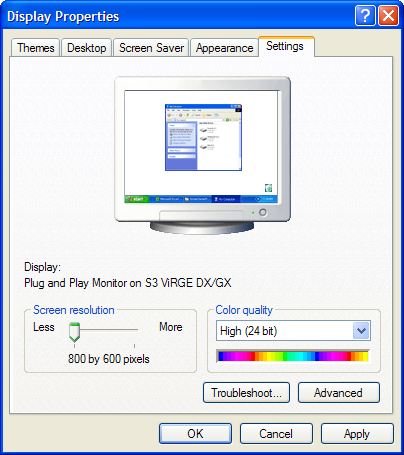 Display Properties
Themes Desktop Screen Saver Appearance Settings
start
Display:
Plug and Play Monitor on S3 ViRGE DX/GX
Screen resolution
Less More
800 by 600 pixels
Color quality
High (24 bit)
Troubleshoot... Advanced
OK Cancel Apply